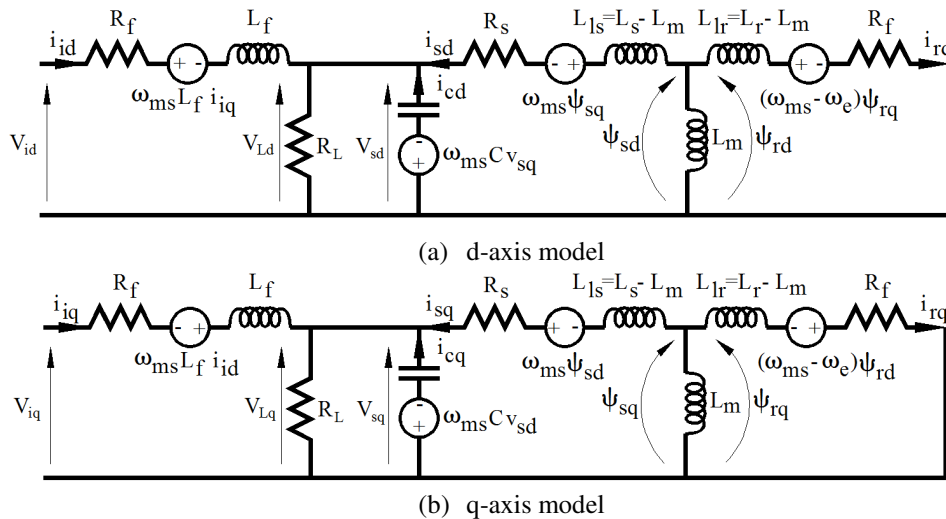 R_f L_f R_s L_ls=L_s- L_m L_lr=L_r- L_m R_f
i_id + - i_sd - + + - i_rd
ω_ms L_f i_iq i_cd ω_ms ψ_sq (ω_ms- ω_e)ψ_rq
V_id V_Ld R_L V_sd - + ω_ms C v_sq ψ_sd L_m ψ_rd
(a) d-axis model
R_f L_f R_s L_ls=L_s- L_m L_lr=L_r- L_m R_f
i_iq - + i_sq + - - + i_rq
ω_ms L_f i_id i_cq ω_ms ψ_sd (ω_ms- ω_e)ψ_rd
V_iq V_Lq R_L V_sq - + ω_ms C v_sd ψ_sq L_m ψ_rq
(b) q-axis model